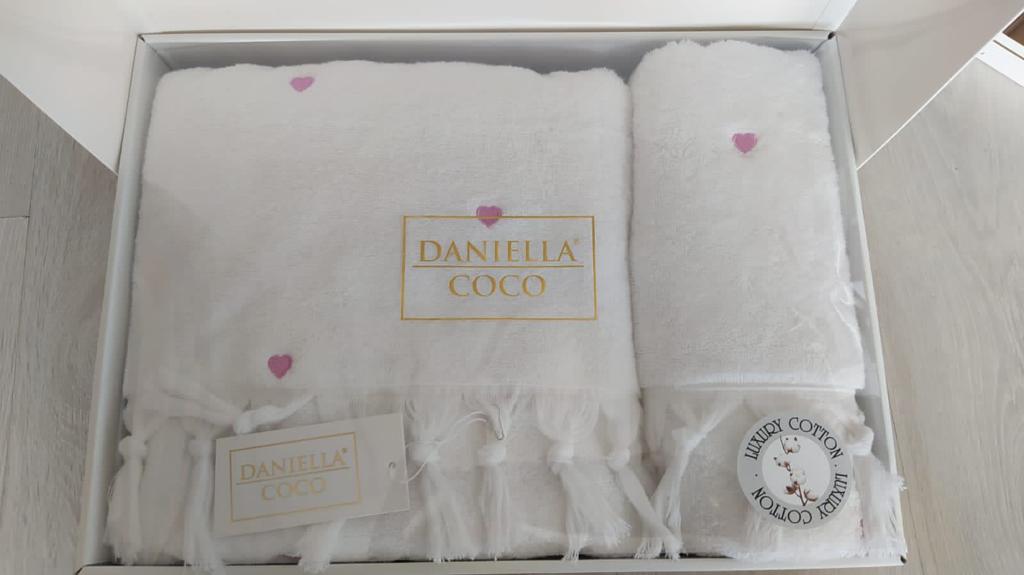 DANIELLA®
COCO
DANIELLA®
COCO
LUXURY COTTON · LUXURY COTTON ·